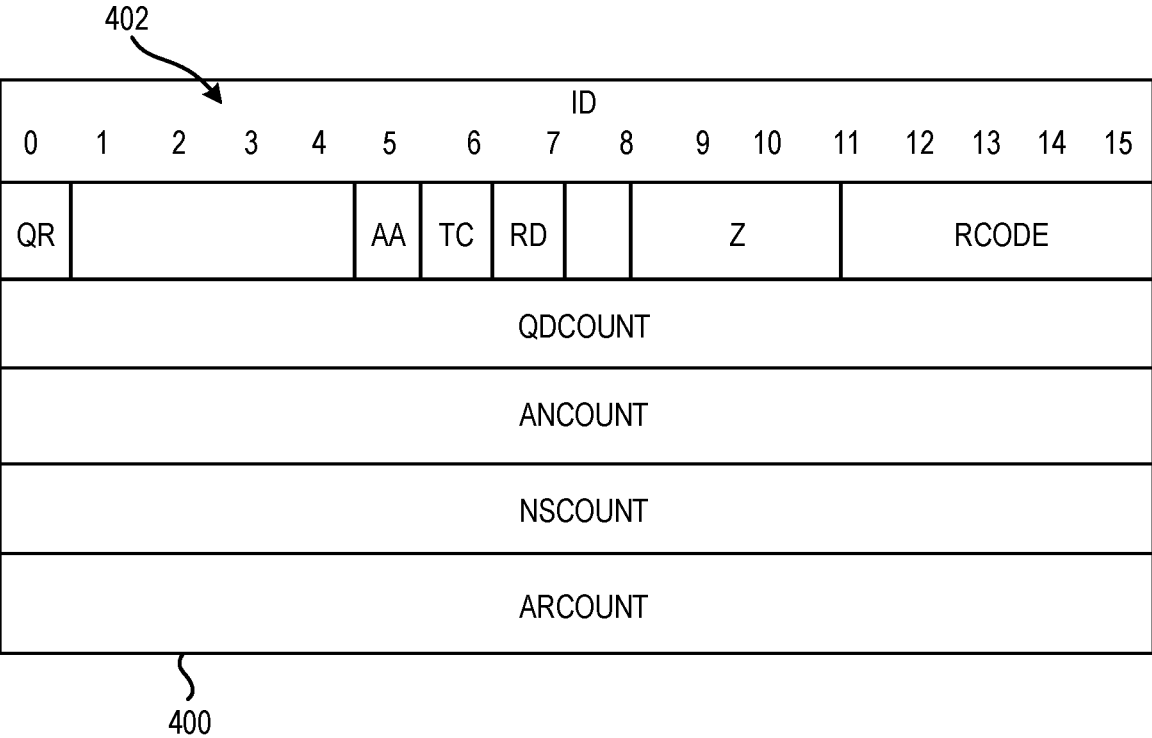 402
ID
0 1 2 3 4 5 6 7 8 9 10 11 12 13 14 15
QR AA TC RD Z RCODE
QDCOUNT
ANCOUNT
NSCOUNT
ARCOUNT
400